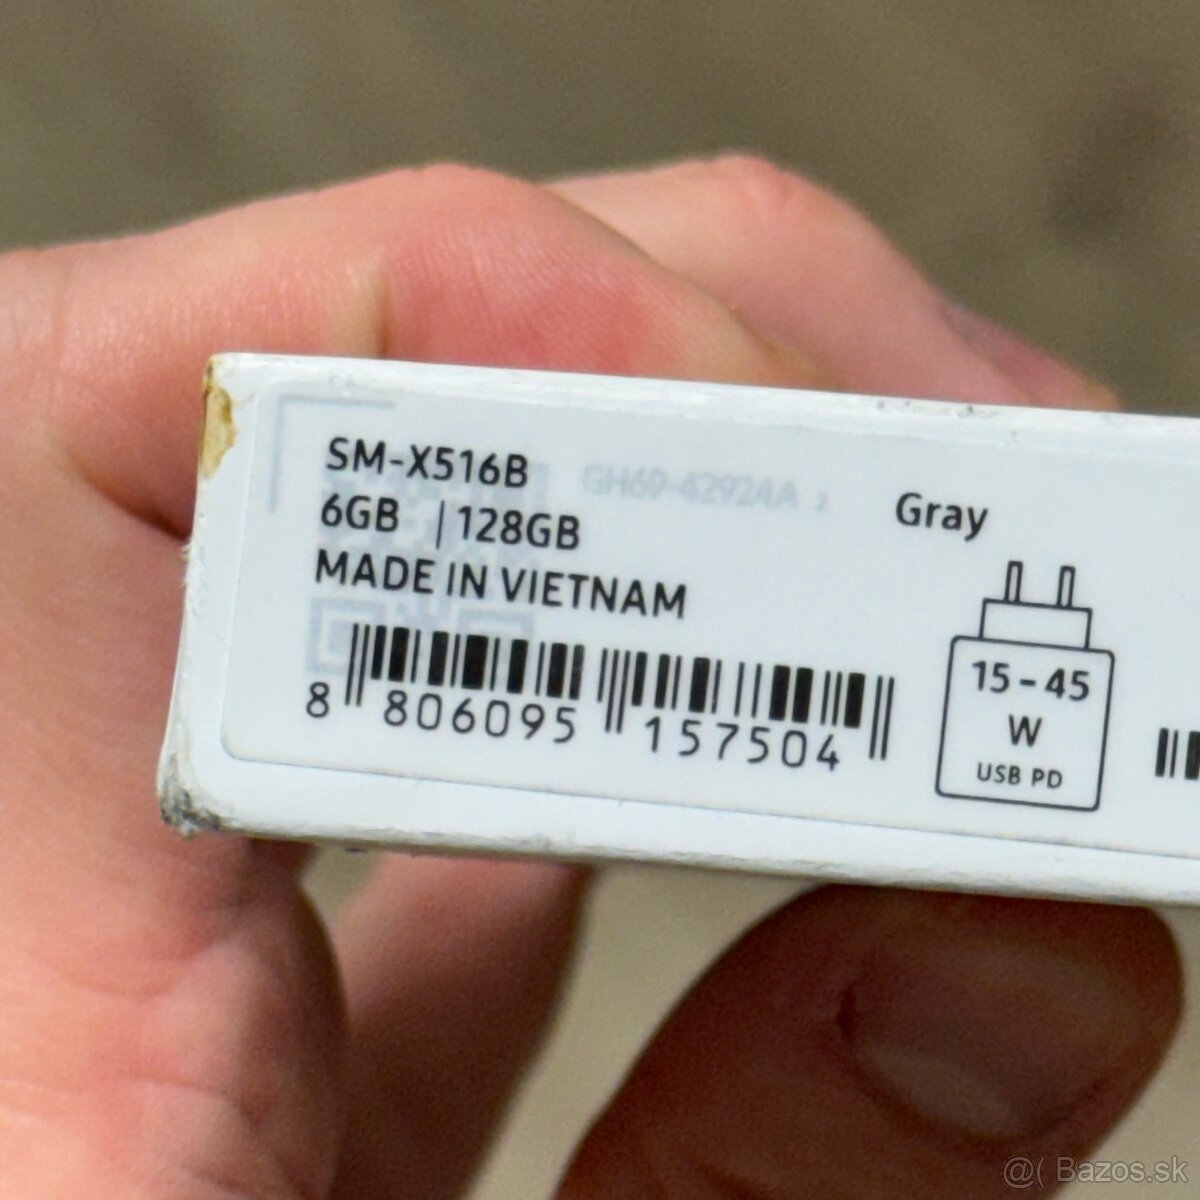 SM-X516B
GH69-42924A 2
Gray
6GB | 128GB
MADE IN VIETNAM
8 806095 157504
15 - 45
W
USB PD
@( Bazos.sk